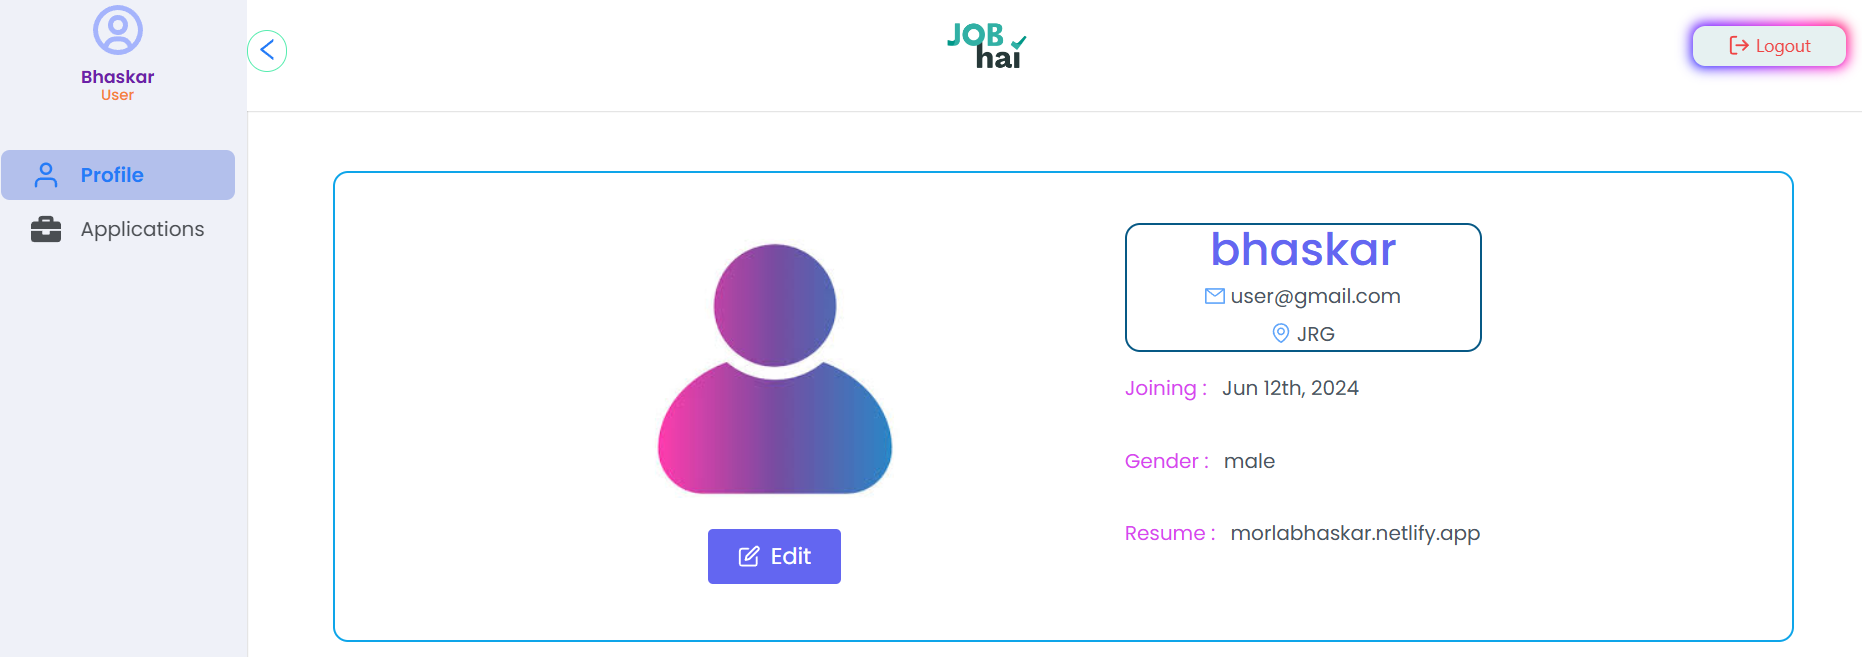 Bhaskar
User
Profile
Applications
JOB
hai
Logout
bhaskar
user@gmail.com
JRG
Joining : Jun 12th, 2024
Gender : male
Resume : morlabhaskar.netlify.app
Edit